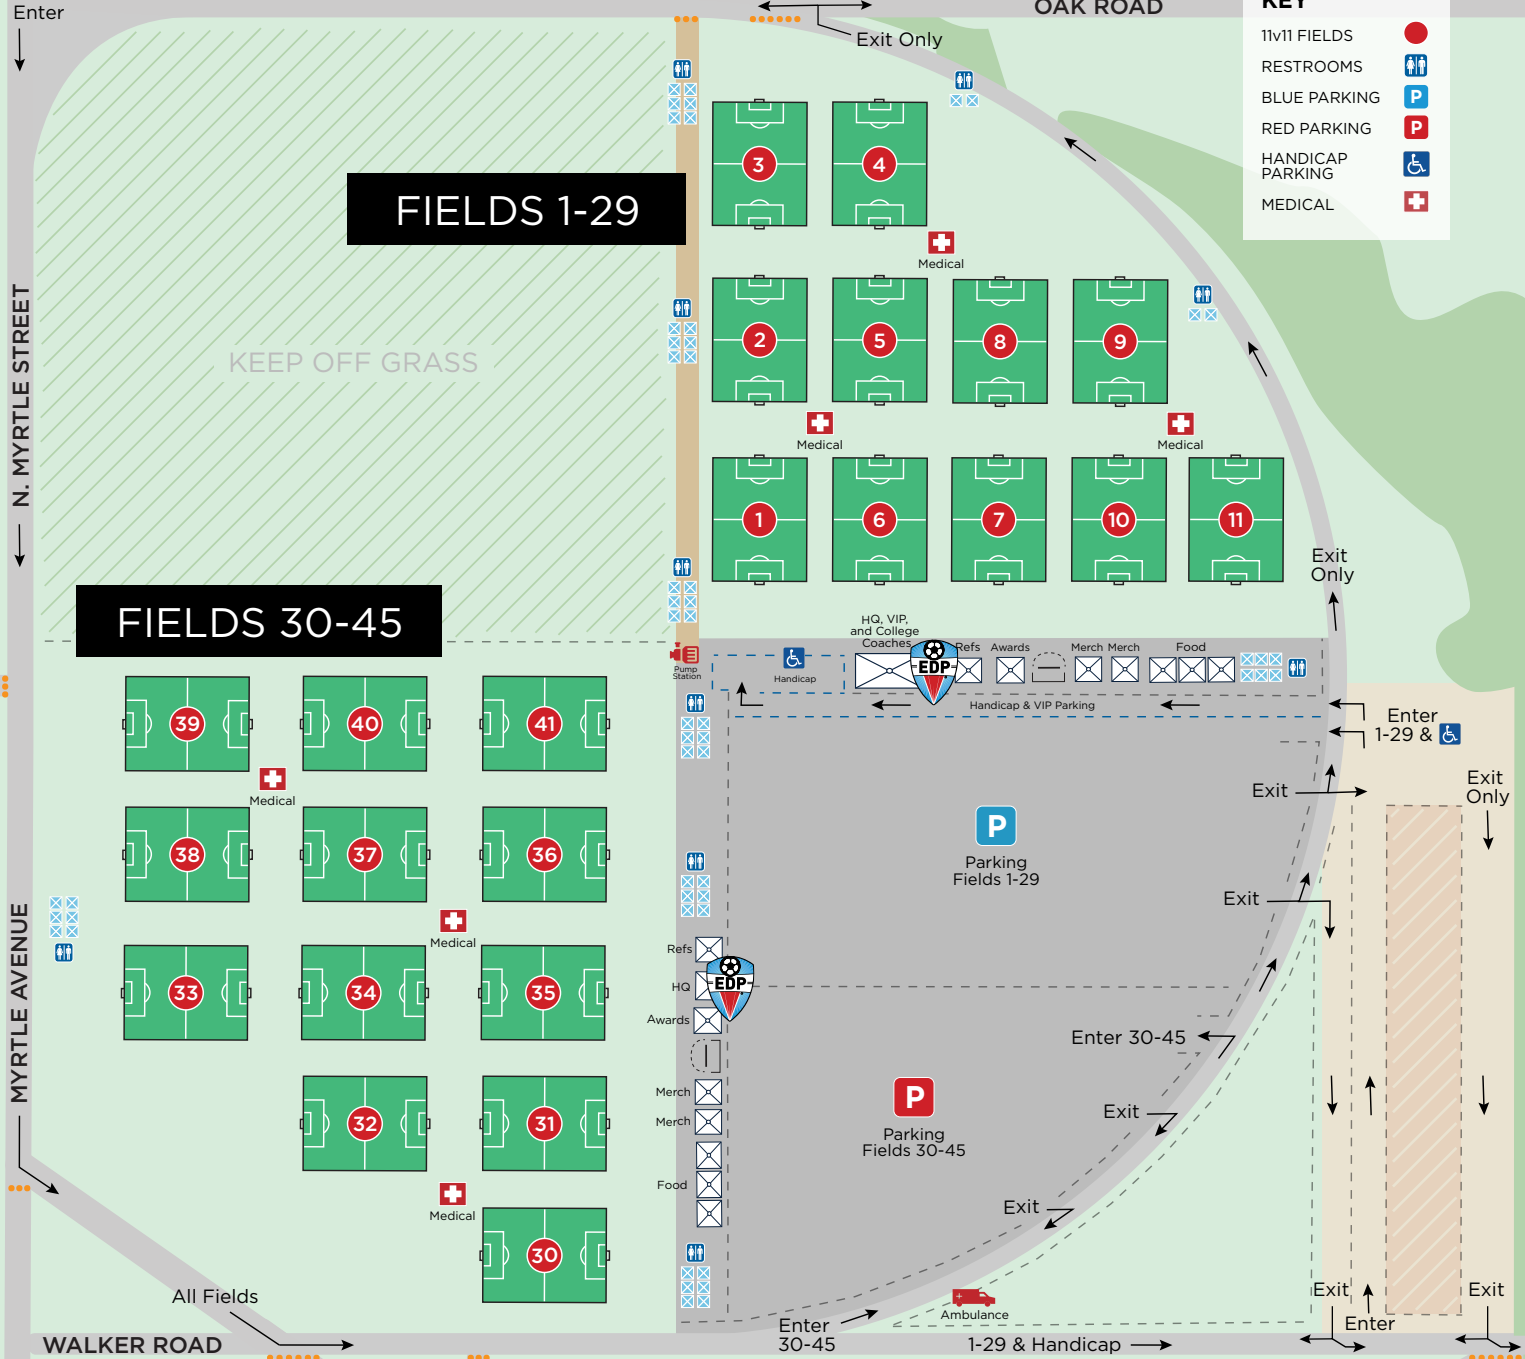 Enter
OAK ROAD
Exit Only
KEY
11v11 FIELDS
RESTROOMS
BLUE PARKING
P
RED PARKING
P
HANDICAP
PARKING
MEDICAL
3
4
FIELDS 1-29
Medical
N. MYRTLE STREET
KEEP OFF GRASS
2
5
8
9
Medical
Medical
1
6
7
10
11
Exit
Only
FIELDS 30-45
HQ, VIP,
and College
Coaches
EDP
Refs
Awards
Merch
Merch
Food
Pump
Station
Handicap
Handicap & VIP Parking
Enter
1-29 &
39
40
41
Medical
Exit
Exit
Only
P
Parking
Fields 1-29
38
37
36
Exit
MYRTLE AVENUE
Medical
Refs
HQ
EDP
Awards
33
34
35
Enter 30-45
Merch
Merch
P
Parking
Fields 30-45
Exit
32
31
Food
Medical
Exit
30
All Fields
Ambulance
Exit
Enter
Exit
WALKER ROAD
Enter
30-45
1-29 & Handicap